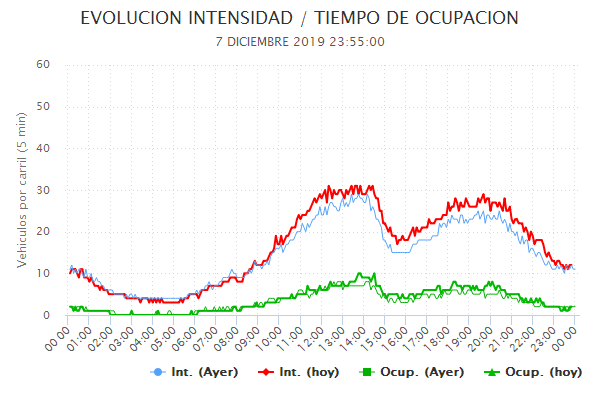 EVOLUCION INTENSIDAD / TIEMPO DE OCUPACION
7 DICIEMBRE 2019 23:55:00
Vehículos por carril (5 min)
60
50
40
30
20
10
0
00:00 01:00 02:00 03:00 04:00 05:00 06:00 07:00 08:00 09:00 10:00 11:00 12:00 13:00 14:00 15:00 16:00 17:00 18:00 19:00 20:00 21:00 22:00 23:00 00:00
Int. (Ayer) Int. (hoy) Ocup. (Ayer) Ocup. (hoy)